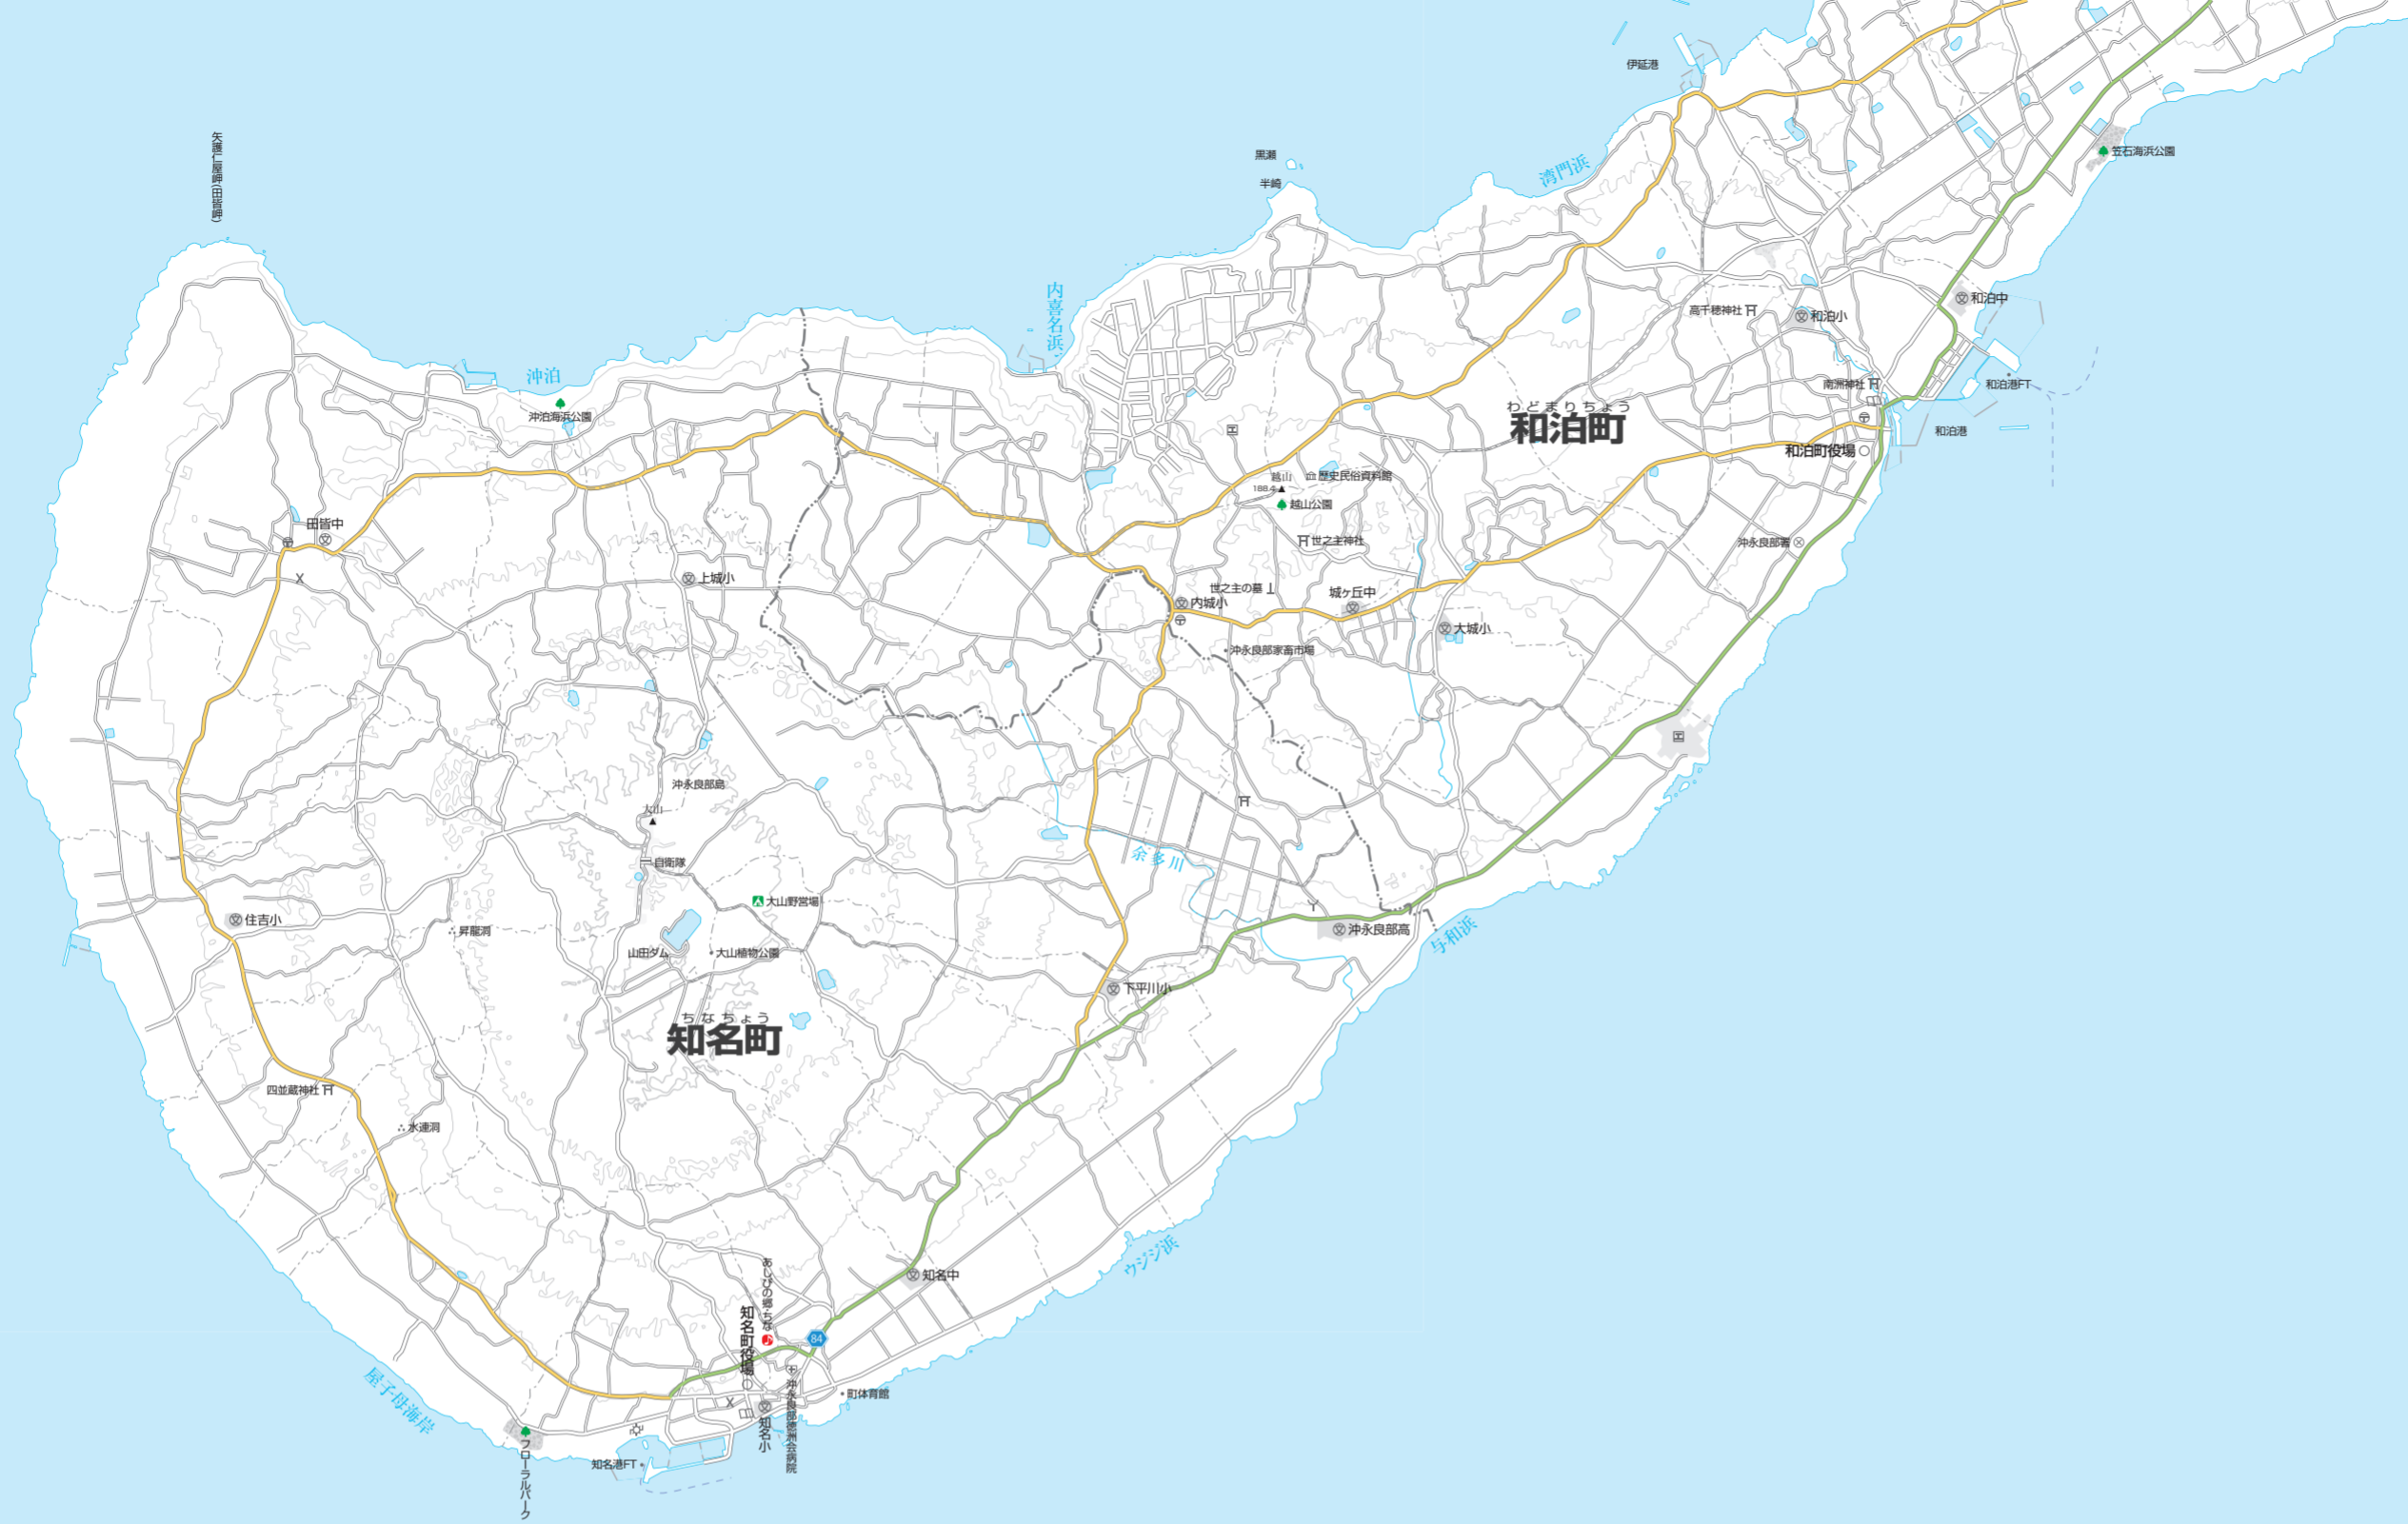 伊延港
矢護仁屋岬(田皆岬)
黒瀬
半崎
湾門浜
笠石海浜公園
内喜名浜
和泊中
高千穂神社
和泊小
沖泊
沖泊海浜公園
南洲神社
和泊港FT
わどまりちょう
和泊町
和泊港
和泊町役場
越山
188.4
歴史民俗資料館
越山公園
田皆中
世之主神社
沖永良部署
上城小
世之主の墓
城ヶ丘中
内城小
大城小
沖永良部家畜市場
沖永良部島
大山
自衛隊
余多川
大山野営場
住吉小
昇龍洞
沖永良部高
与和浜
山田ダム
大山植物公園
下平川小
ちなちょう
知名町
四並蔵神社
水連洞
ウジジ浜
知名中
あしびの郷・ちな
知名町役場
84
屋子母海岸
町体育館
沖永良部徳洲会病院
知名小
フローラルパーク
知名港FT